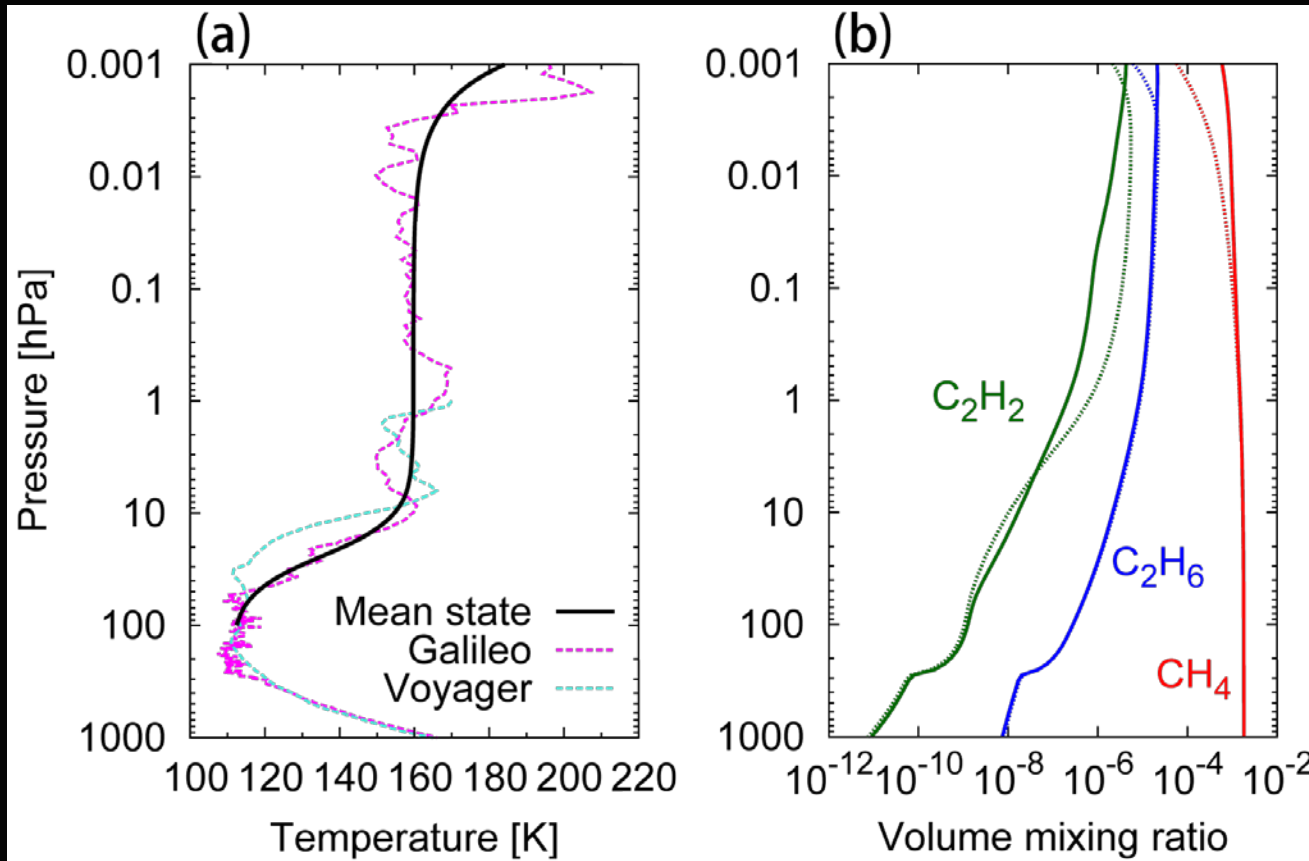 (a)
Pressure [hPa]
0.001
0.01
0.1
1
10
100
1000
Mean state
Galileo
Voyager
100 120 140 160 180 200 220
Temperature [K]
(b)
0.001
0.01
0.1
1
10
100
1000
C₂H₂
C₂H₆
CH₄
10⁻¹² 10⁻¹⁰ 10⁻⁸ 10⁻⁶ 10⁻⁴ 10⁻²
Volume mixing ratio